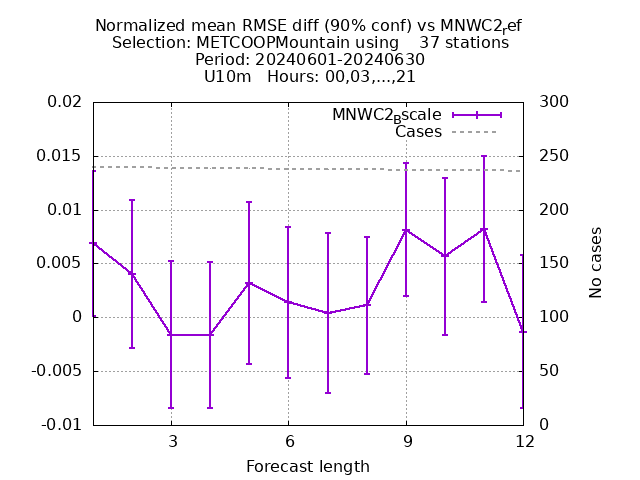 Normalized mean RMSE diff (90% conf) vs MNWC2ref
Selection: METCOOPMountain using 37 stations
Period: 20240601-20240630
U10m Hours: 00,03,...,21
MNWC2Bscale
Cases
0.02
0.015
0.01
0.005
0
-0.005
-0.01
300
250
200
150
100
50
0
No cases
3
6
9
12
Forecast length